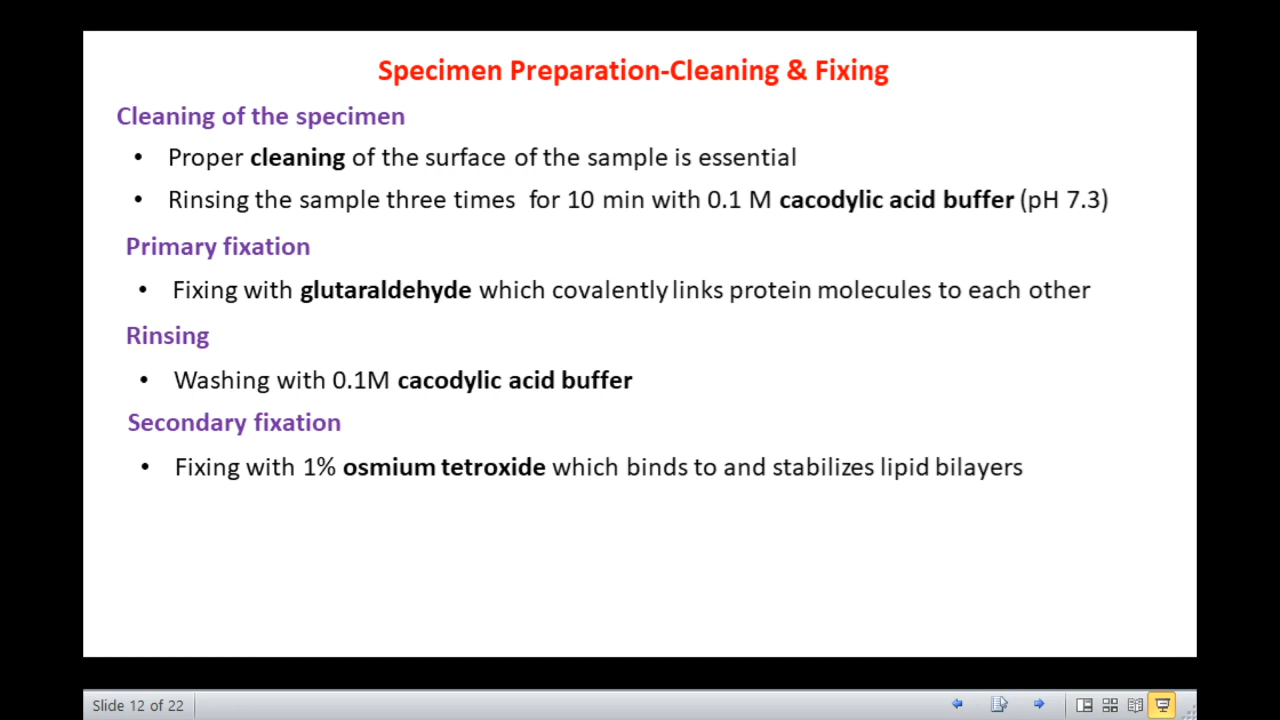 Specimen Preparation-Cleaning & Fixing
Cleaning of the specimen
• Proper cleaning of the surface of the sample is essential
• Rinsing the sample three times for 10 min with 0.1 M cacodylic acid buffer (pH 7.3)
Primary fixation
• Fixing with glutaraldehyde which covalently links protein molecules to each other
Rinsing
• Washing with 0.1M cacodylic acid buffer
Secondary fixation
• Fixing with 1% osmium tetroxide which binds to and stabilizes lipid bilayers
Slide 12 of 22